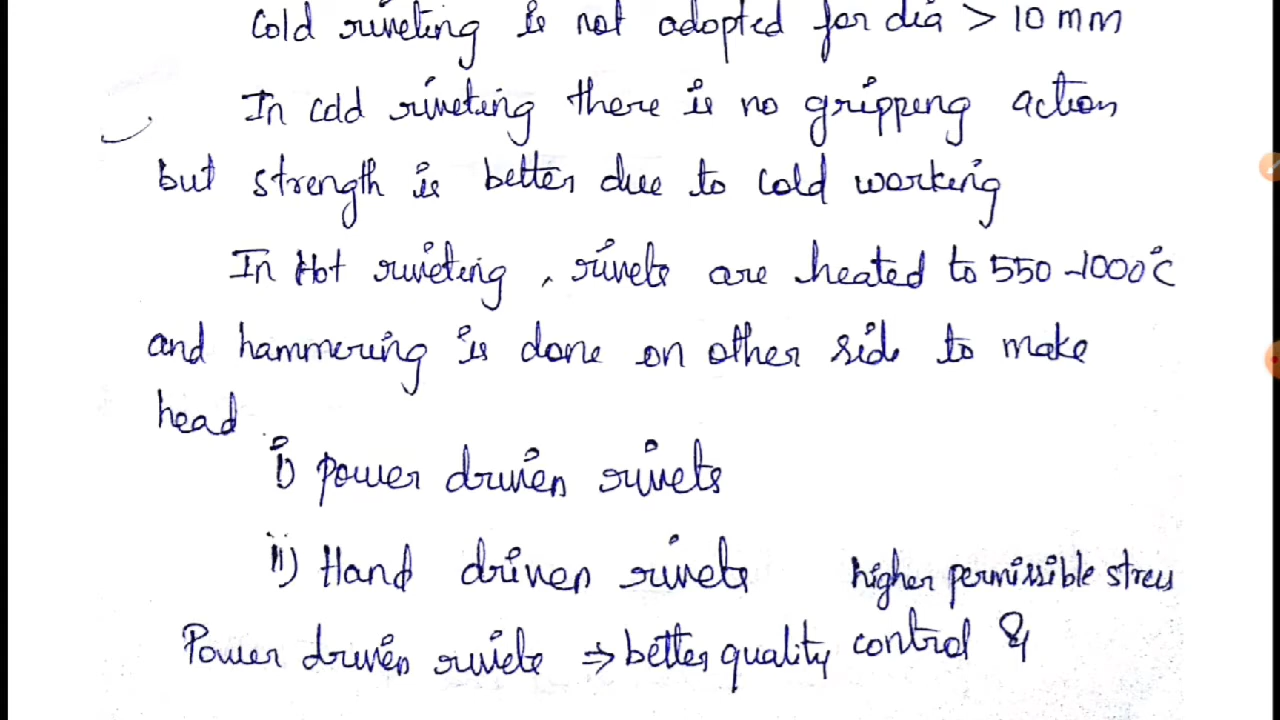 Cold riveting is not adopted for dia > 10 mm
In cold riveting there is no gripping action
but strength is better due to cold working
In Hot riveting, rivets are heated to 550-1000°C
and hammering is done on other side to make
head
i) Power driven rivets
ii) Hand driven rivets
higher permissible stress
Power driven rivets ⇒ better quality control &